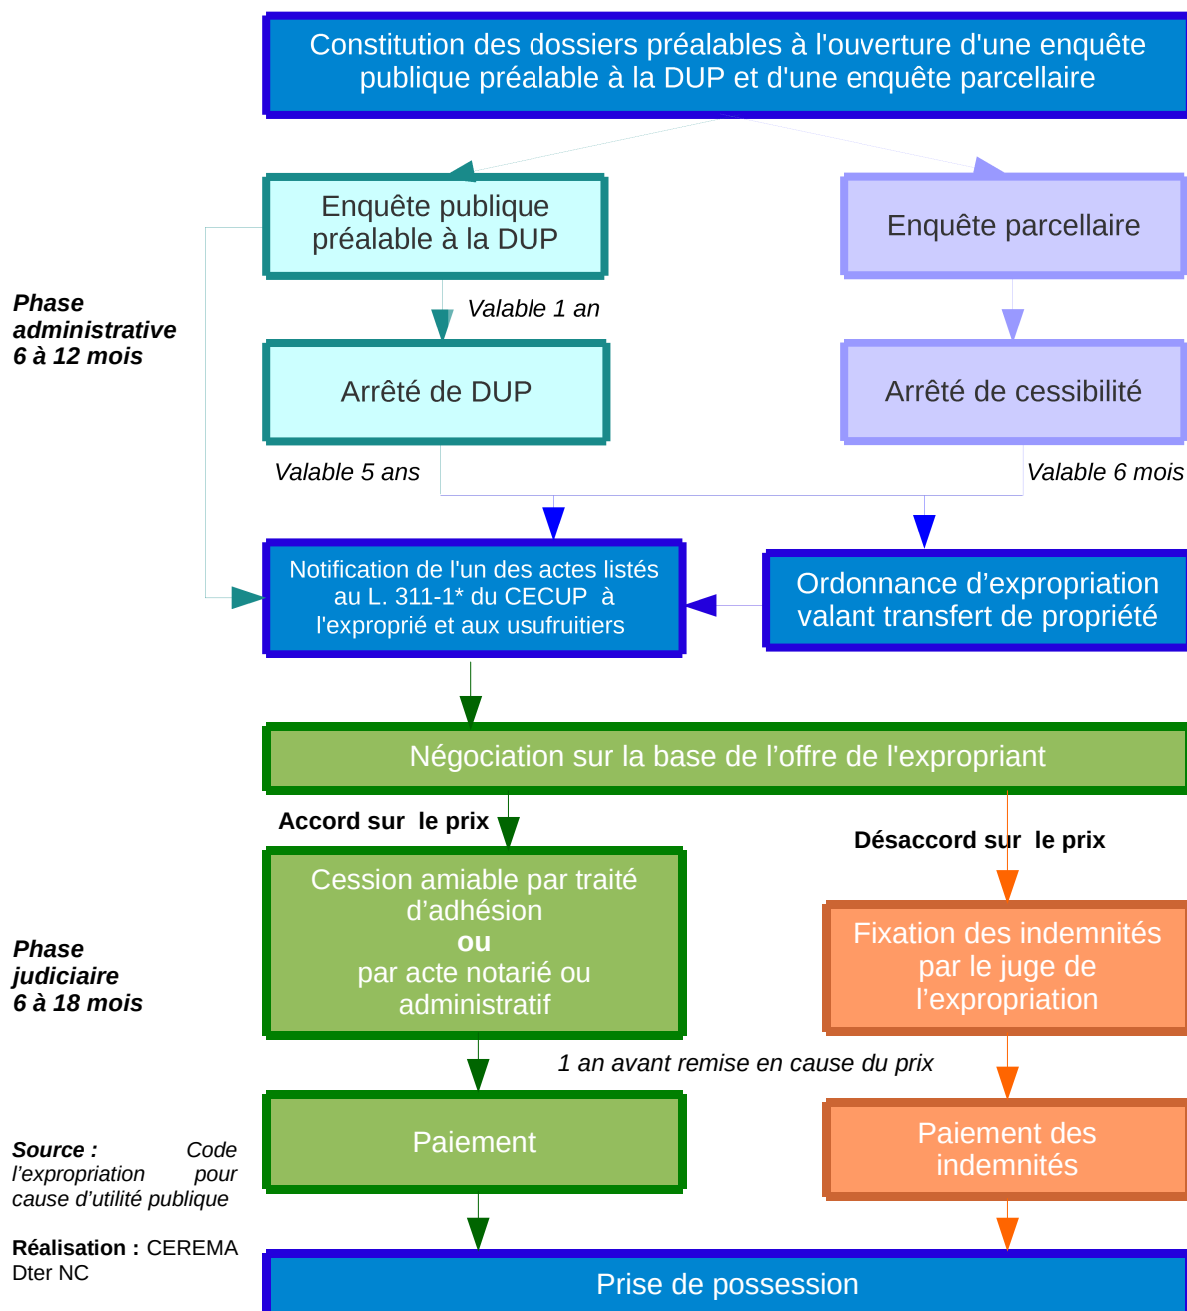 Constitution des dossiers préalables à l'ouverture d'une enquête
publique préalable à la DUP et d'une enquête parcellaire
Enquête publique
préalable à la DUP
Enquête parcellaire
Phase
administrative
6 à 12 mois
Valable 1 an
Arrêté de DUP
Arrêté de cessibilité
Valable 5 ans
Valable 6 mois
Notification de l'un des actes listés
au L. 311-1* du CECUP à
l'exproprié et aux usufruitiers
Ordonnance d’expropriation
valant transfert de propriété
Négociation sur la base de l’offre de l'expropriant
Accord sur le prix
Désaccord sur le prix
Cession amiable par traité
d’adhésion
ou
par acte notarié ou
administratif
Fixation des indemnités
par le juge de
l’expropriation
Phase
judiciaire
6 à 18 mois
1 an avant remise en cause du prix
Paiement
Paiement des
indemnités
Source : Code
l’expropriation pour
cause d’utilité publique
Réalisation : CEREMA
Dter NC
Prise de possession